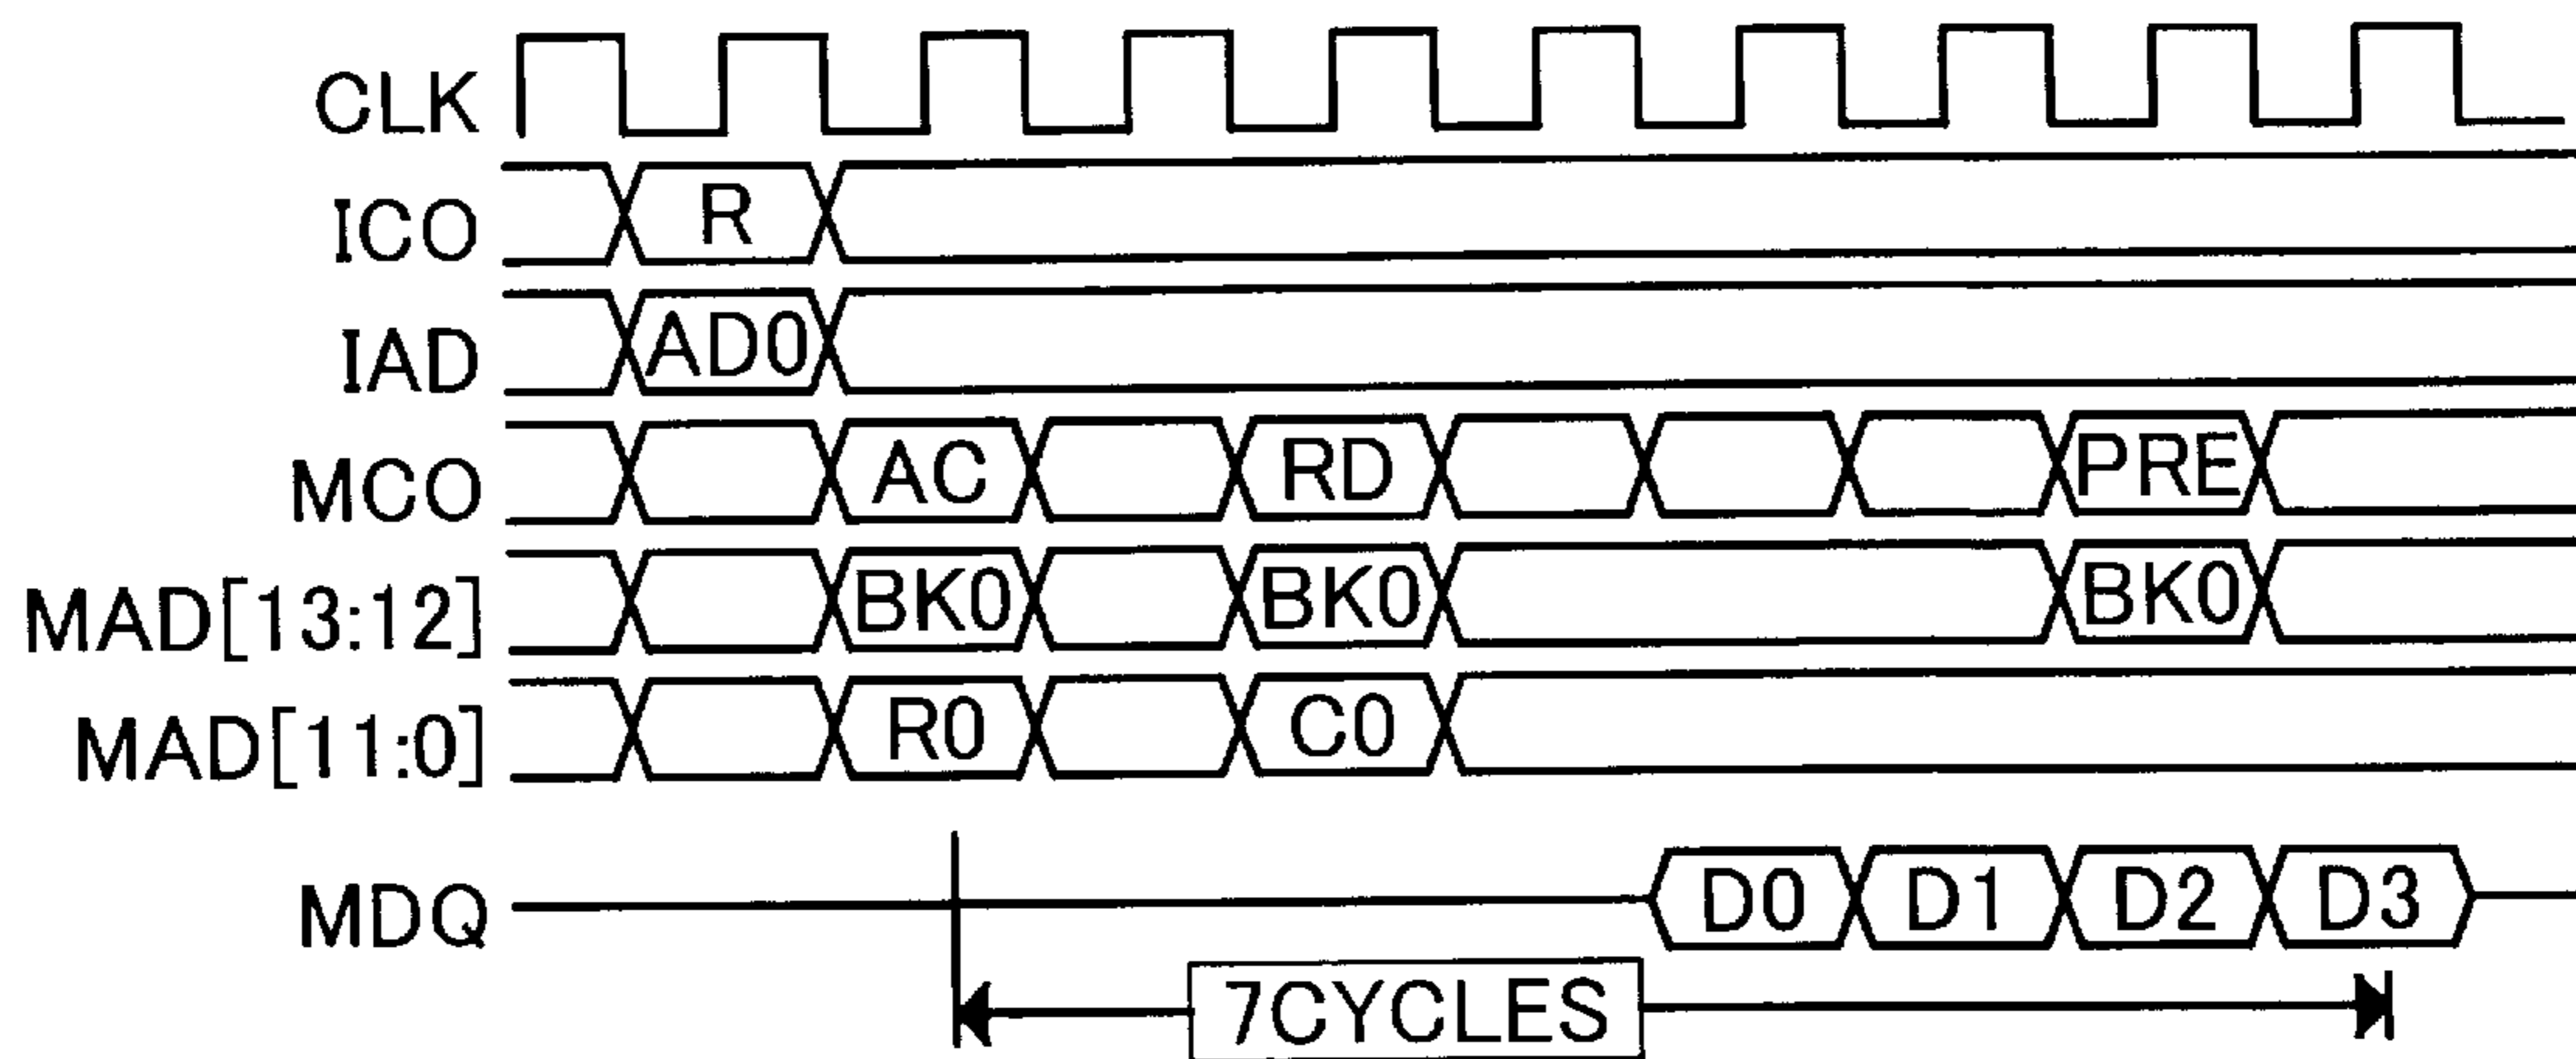 CLK
ICO R
IAD AD0
MCO AC RD PRE
MAD[13:12] BK0 BK0 BK0
MAD[11:0] R0 C0
MDQ D0 D1 D2 D3
7CYCLES